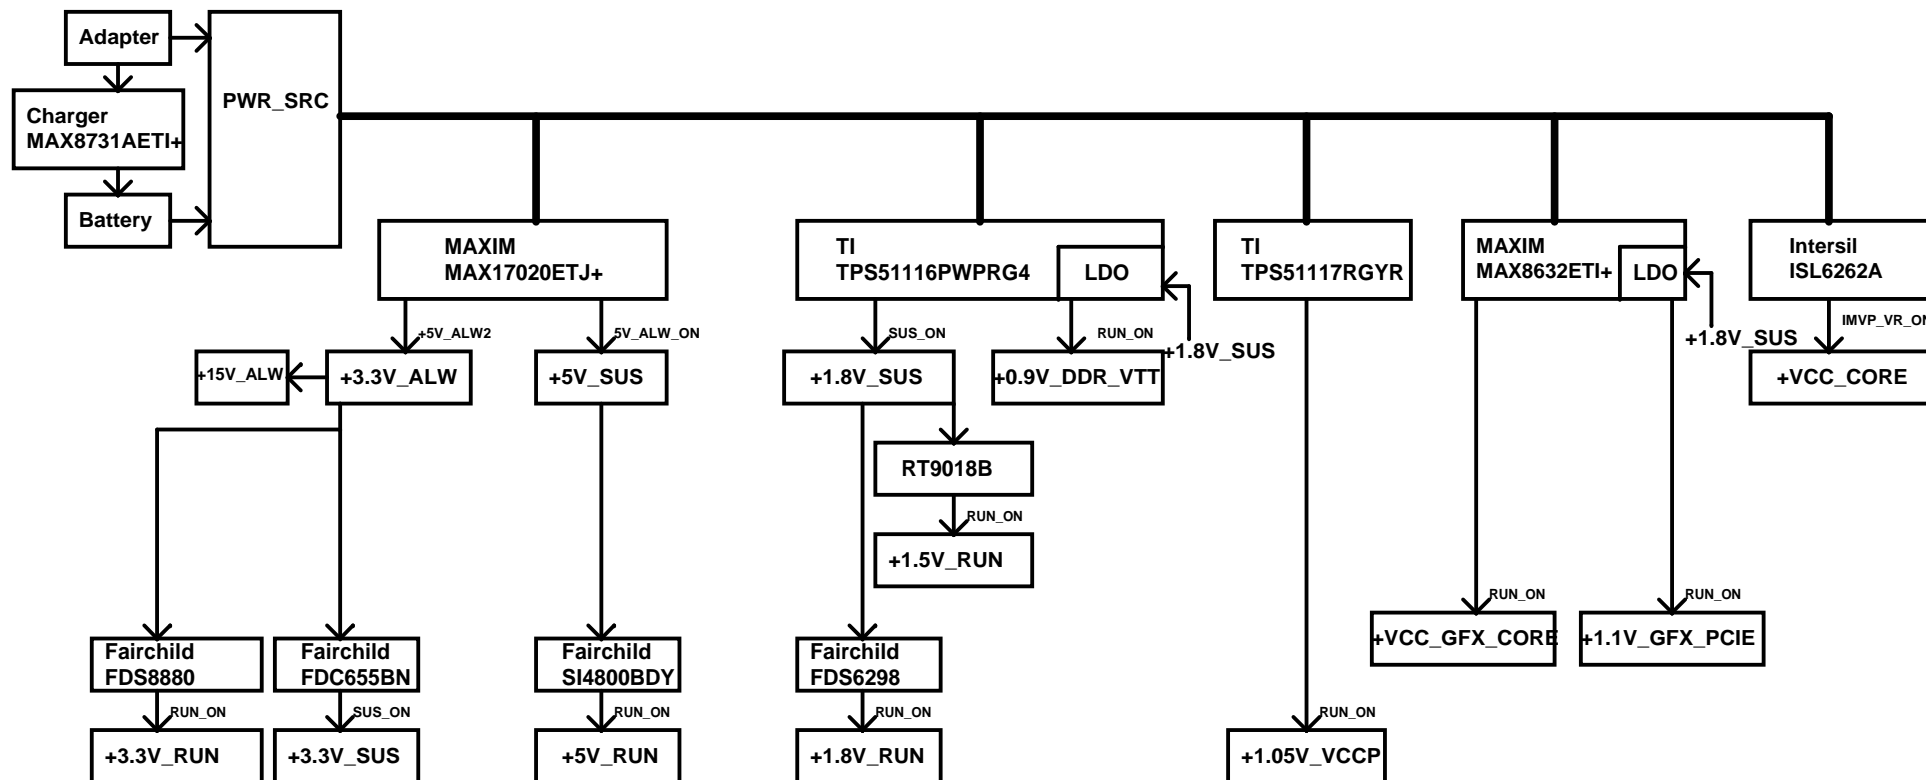 Adapter
PWR_SRC
Charger
MAX8731AETI+
Battery
MAXIM
MAX17020ETJ+
TI
TPS51116PWPRG4
LDO
TI
TPS51117RGYR
MAXIM
MAX8632ETI+
LDO
Intersil
ISL6262A
+5V_ALW2
5V_ALW_ON
SUS_ON
RUN_ON
+1.8V_SUS
+1.8V_SUS
IMVP_VR_ON
+15V_ALW
+3.3V_ALW
+5V_SUS
+1.8V_SUS
+0.9V_DDR_VTT
+VCC_CORE
RT9018B
RUN_ON
+1.5V_RUN
RUN_ON
RUN_ON
+VCC_GFX_CORE
+1.1V_GFX_PCIE
Fairchild
FDS8880
Fairchild
FDC655BN
Fairchild
SI4800BDY
Fairchild
FDS6298
RUN_ON
SUS_ON
RUN_ON
RUN_ON
RUN_ON
+3.3V_RUN
+3.3V_SUS
+5V_RUN
+1.8V_RUN
+1.05V_VCCP